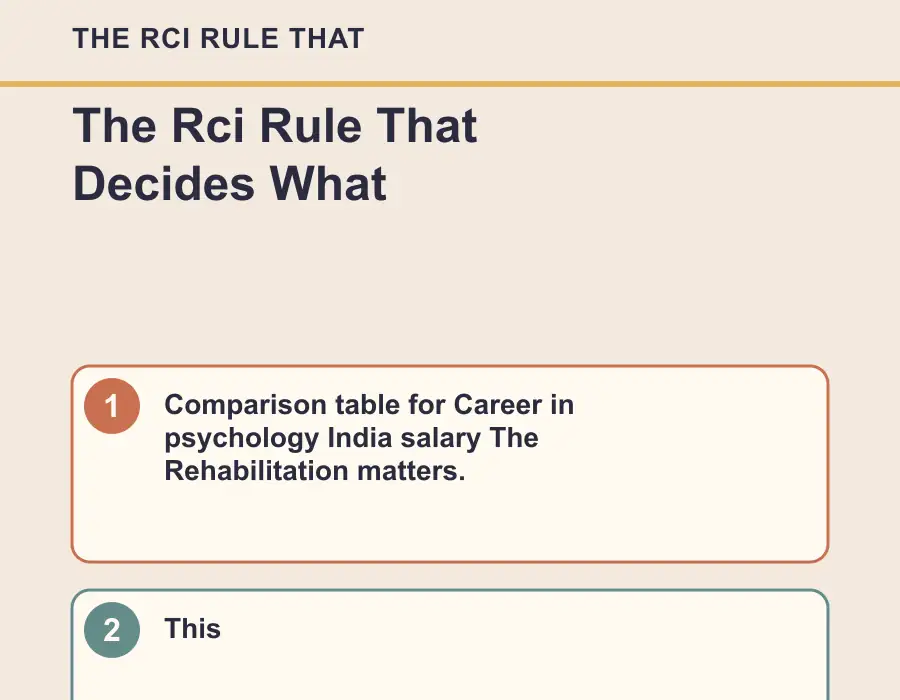 THE RCI RULE THAT
The Rci Rule That
Decides What
1
Comparison table for Career in
psychology India salary The
Rehabilitation matters.
2
This